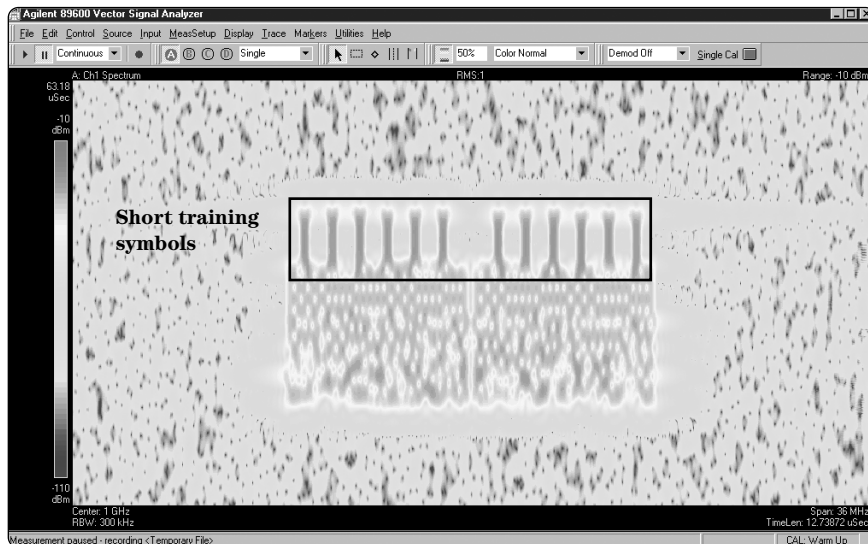 Agilent 89600 Vector Signal Analyzer
File Edit Control Source Input MeasSetup Display Trace Markers Utilities Help
Continuous A B C D Single 50% Color Normal Demod Off Single Cal
A: Ch1 Spectrum RMS:1 Range: -10 dBm
63.18
uSec
-10
dBm
Short training
symbols
-110
dBm
Center: 1 GHz Span: 36 MHz
RBW: 300 kHz TimeLen: 12.73872 uSec
Measurement paused - recording <Temporary File> CAL: Warm Up